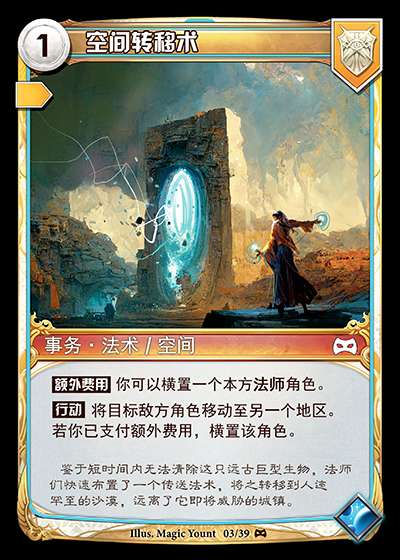 1
空间转移术
事务·法术 / 空间
额外费用 你可以横置一个本方法师角色。
行动 将目标敌方角色移动至另一个地区。
若你已支付额外费用，横置该角色。
鉴于短时间内无法清除这只远古巨型生物，法师
们快速布置了一个传送法术，将之转移到人迹
罕至的沙漠，远离了它即将威胁的城镇。
Illus. Magic Yount 03/39